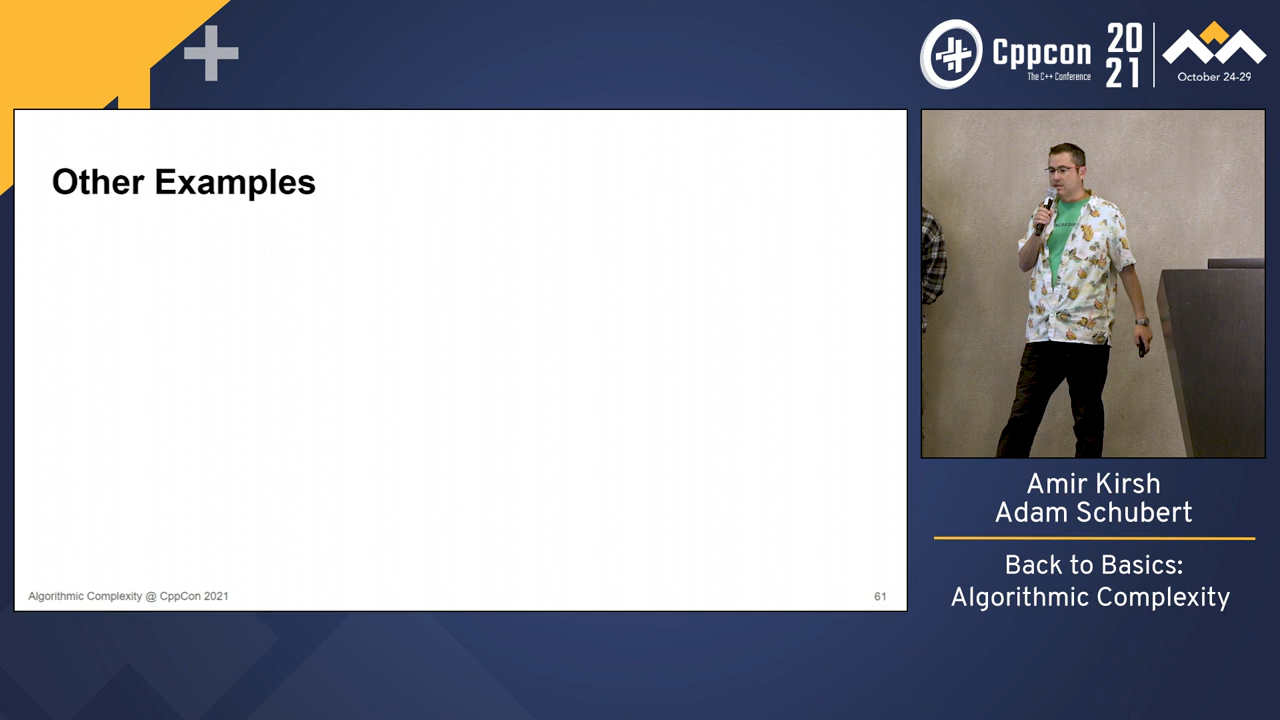 Cppcon
The C++ Conference
20
21
October 24-29
Other Examples
Algorithmic Complexity @ CppCon 2021
61
Amir Kirsh
Adam Schubert
Back to Basics:
Algorithmic Complexity